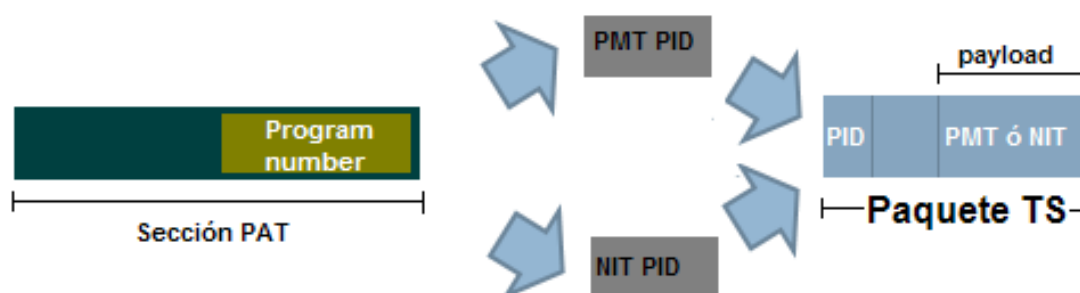 PMT PID
payload
Program
number
PID
PMT ó NIT
Sección PAT
Paquete TS
NIT PID